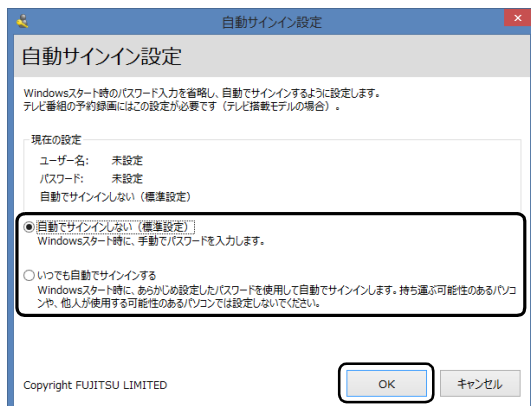 自動サインイン設定
自動サインイン設定
Windowsスタート時のパスワード入力を省略し、自動でサインインするように設定します。
テレビ番組の予約録画にはこの設定が必要です（テレビ搭載モデルの場合）。
現在の設定
ユーザー名: 未設定
パスワード: 未設定
自動でサインインしない（標準設定）
自動でサインインしない（標準設定）
Windowsスタート時に、手動でパスワードを入力します。
いつでも自動でサインインする
Windowsスタート時に、あらかじめ設定したパスワードを使用して自動でサインインします。持ち運ぶ可能性のあるパソコ
ンや、他人が使用する可能性のあるパソコンでは設定しないでください。
Copyright FUJITSU LIMITED
OK
キャンセル